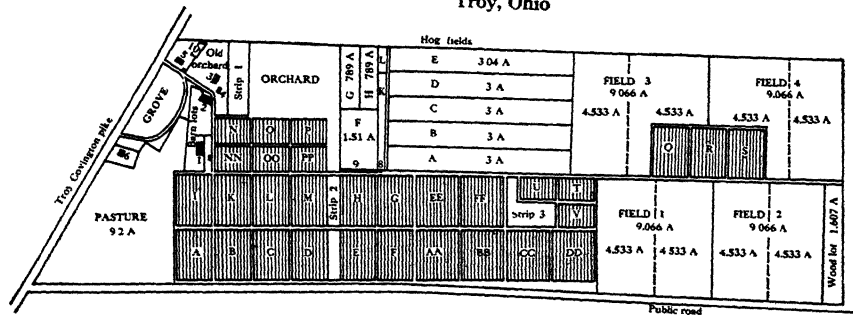 Troy, Ohio
Hog fields
Old
orchard
Strip 1
ORCHARD
G 789 A
H 789 A
L
K
E 3 04 A
D 3 A
C 3 A
B 3 A
A 3 A
FIELD 3
9.066 A
4.533 A 4.533 A
FIELD 4
9.066 A
4.533 A 4.533 A
GROVE
Barn lots
F
1.51 A
9 8
N O P
NN OO PP
R S
Troy Covington pike
6
PASTURE
9 2 A
I K L M
Strip 2
H G EE FF
U T
Strip 3
V
A B C D
E F AA BB CC DD
FIELD 1
9.066 A
4.533 A 4 533 A
FIELD 2
9 066 A
4.533 A 4.533 A
Wood lot 1.607 A
Public road